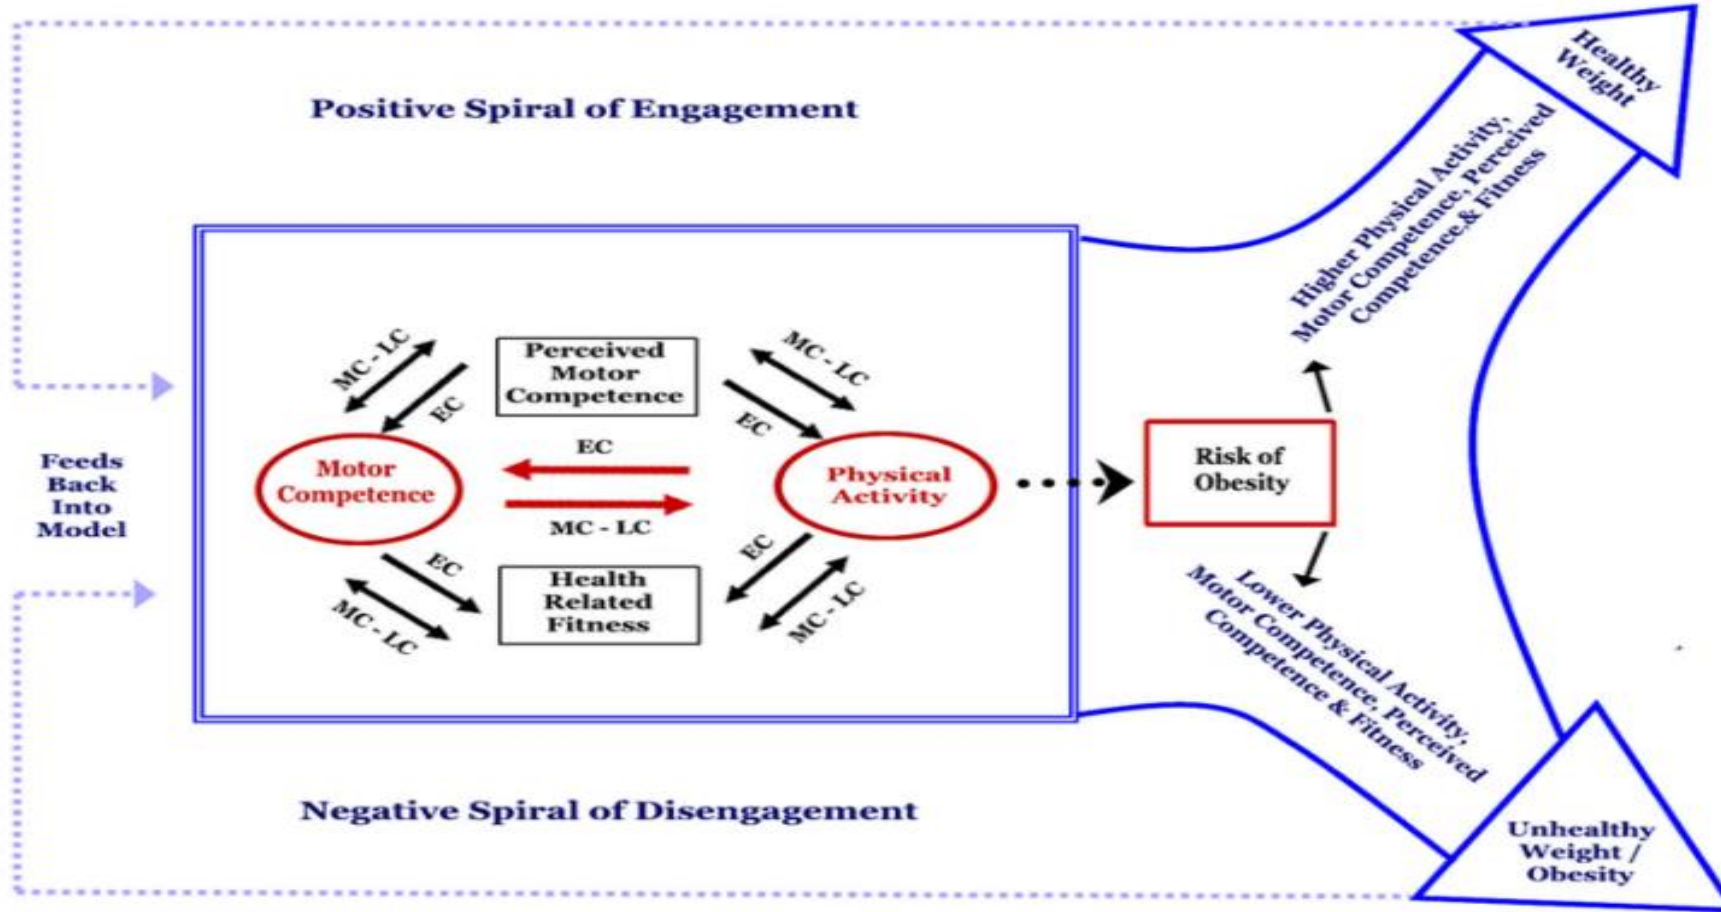 Healthy
Weight
Positive Spiral of Engagement
Higher Physical Activity,
Motor Competence, Perceived
Competence.& Fitness
MC - LC
EC
Perceived
Motor
Competence
MC - LC
EC
Feeds
Back
Into
Model
Motor
Competence
EC
MC - LC
Physical
Activity
Risk of
Obesity
EC
MC - LC
Health
Related
Fitness
EC
MC - LC
Lower Physical Activity,
Motor Competence, Perceived
Competence & Fitness
Negative Spiral of Disengagement
Unhealthy
Weight /
Obesity